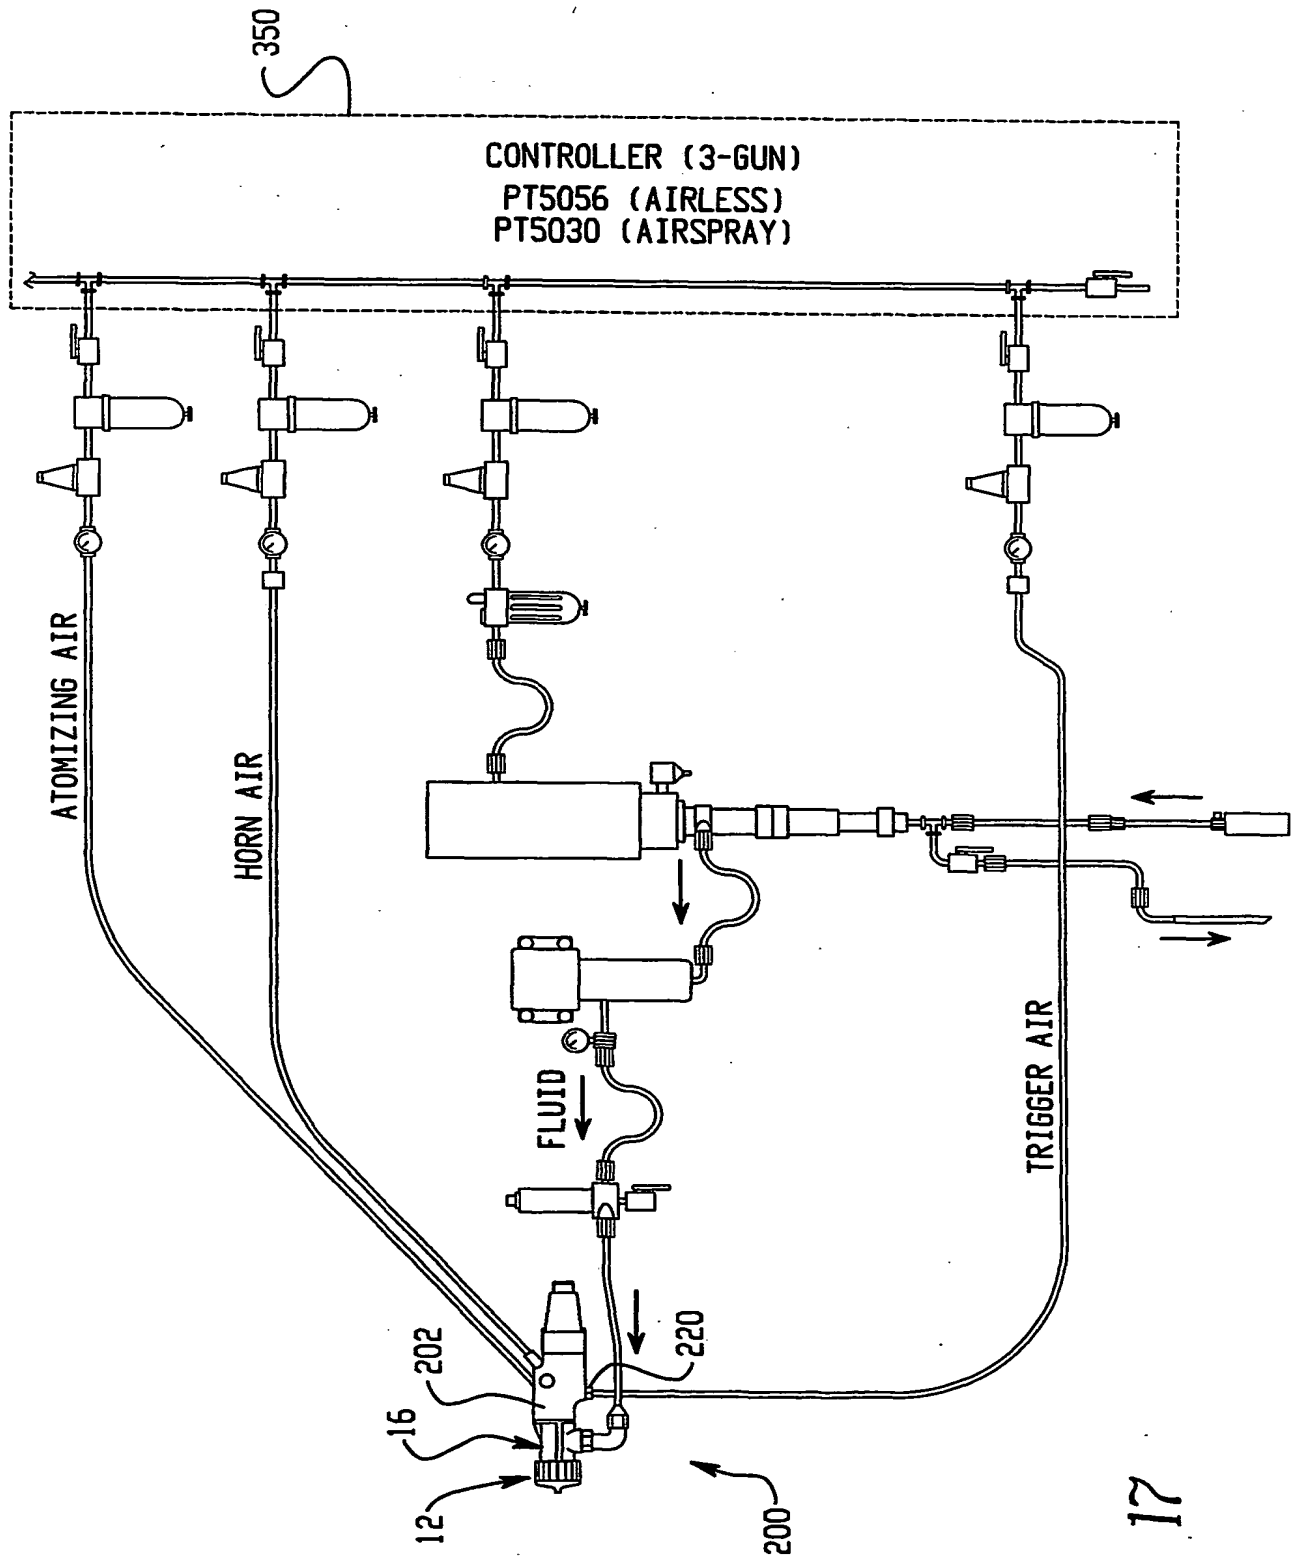 350
CONTROLLER (3-GUN)
PT5056 (AIRLESS)
PT5030 (AIRSPRAY)
ATOMIZING AIR
HORN AIR
FLUID
TRIGGER AIR
202
220
16
12
200
17